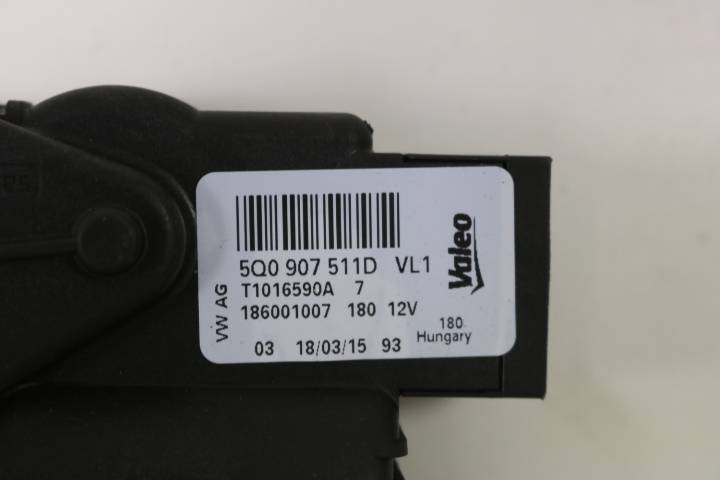 5Q0 907 511D VL1
T1016590A 7
186001007 180 12V
03 18/03/15 93
VW AG
Valeo
180
Hungary